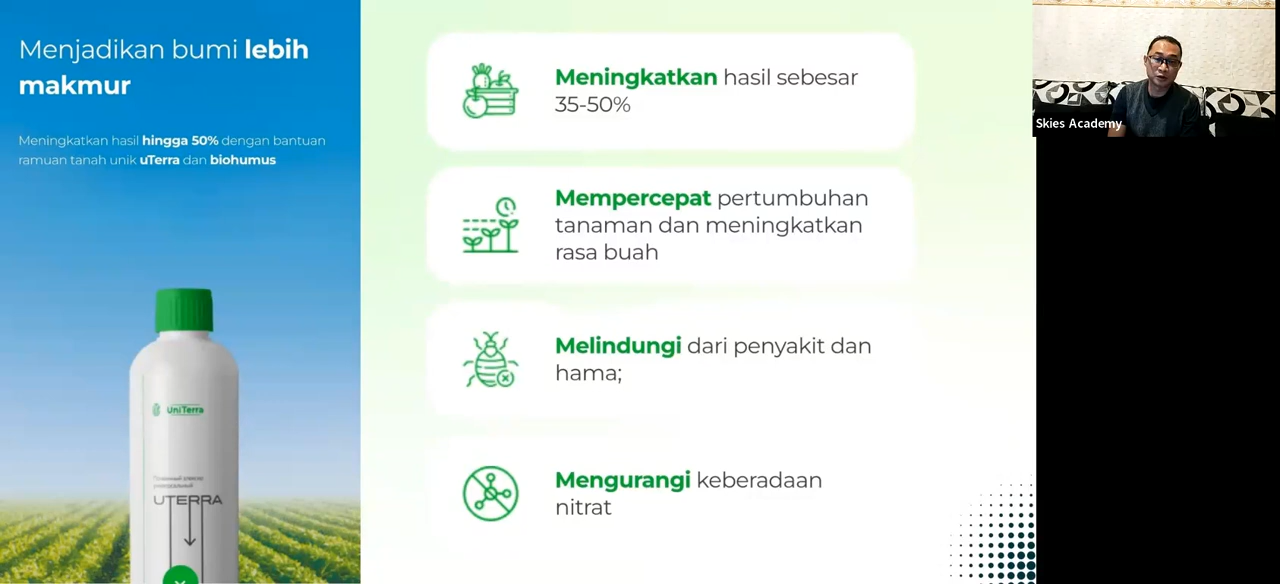 Menjadikan bumi lebih
makmur
Meningkatkan hasil hingga 50% dengan bantuan
ramuan tanah unik uTerra dan biohumus
UniTerra
UTERRA
Meningkatkan hasil sebesar
35-50%
Mempercepat pertumbuhan
tanaman dan meningkatkan
rasa buah
Melindungi dari penyakit dan
hama;
Mengurangi keberadaan
nitrat
Skies Academy